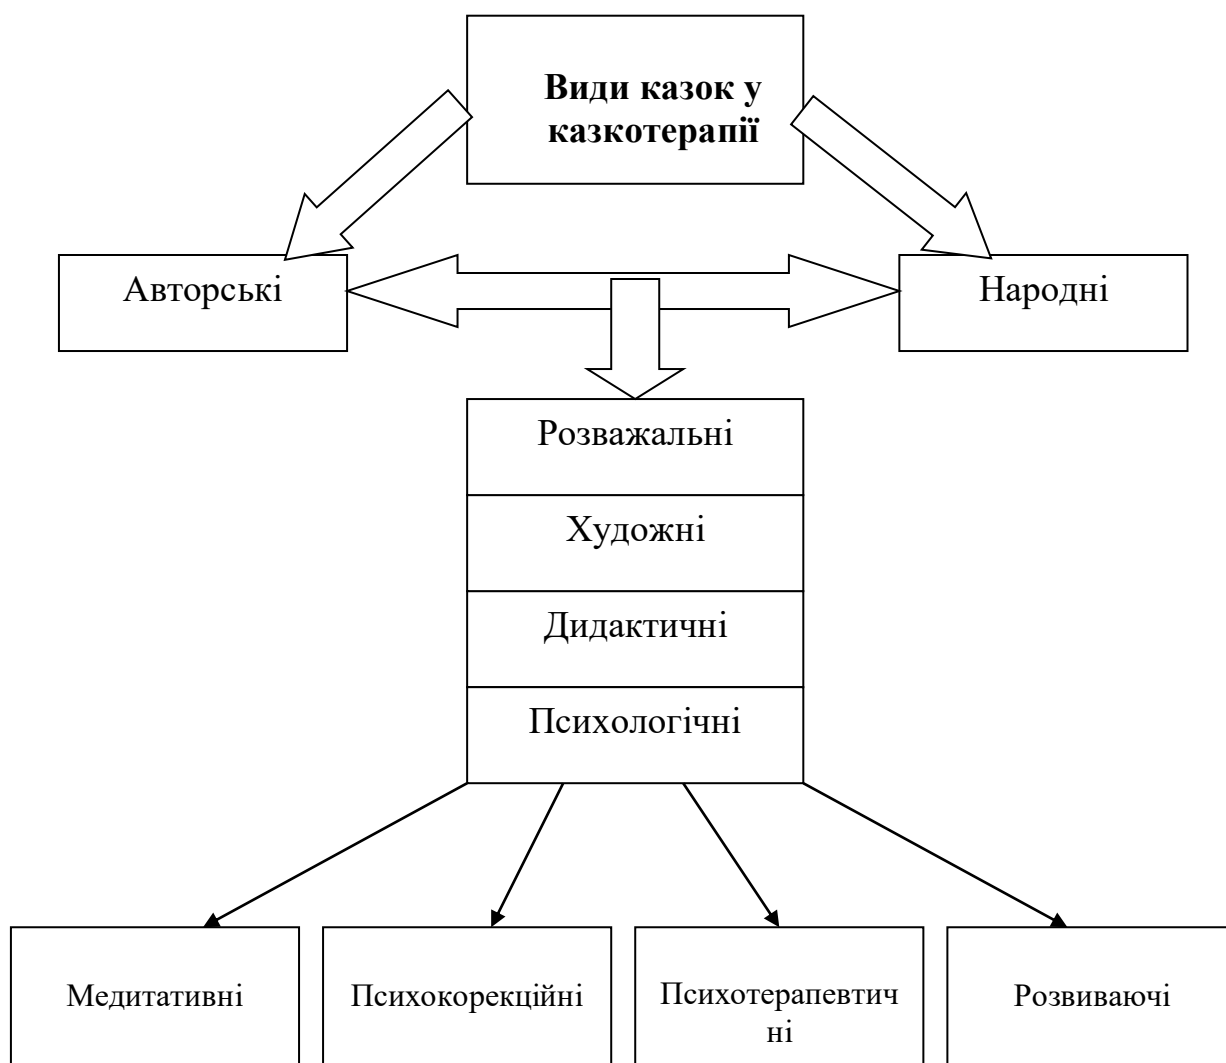 Види казок у
казкотерапії
Авторські
Народні
Розважальні
Художні
Дидактичні
Психологічні
Медитативні
Психокорекційні
Психотерапевтич
ні
Розвиваючі